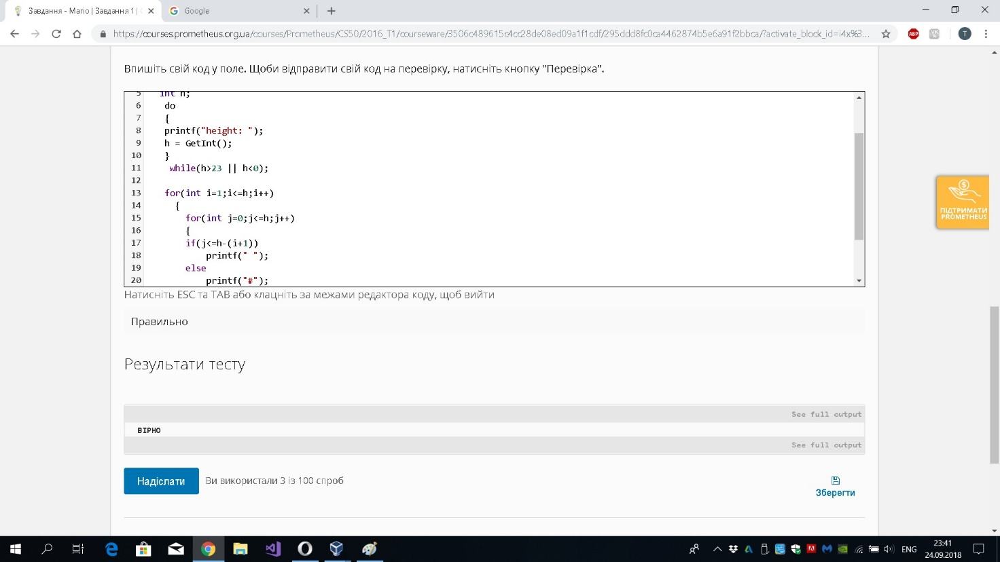 Завдання - Mario | Завдання 1 |
Google
https://courses.prometheus.org.ua/courses/Prometheus/CS50/2016_T1/courseware/3506c489615c4cc28de08ed09a1f1cdf/295ddd8fc0ca4462874b5e6a91f2bbca/?activate_block_id=i4x%3...
ABP
T
Впишіть свій код у поле. Щоби відправити свій код на перевірку, натисніть кнопку "Перевірка".
5 int h;
6 do
7 {
8 printf("height: ");
9 h = GetInt();
10 }
11 while(h>23 || h<0);
12
13 for(int i=1;i<=h;i++)
14 {
15 for(int j=0;j<=h;j++)
16 {
17 if(j<=h-(i+1))
18 printf(" ");
19 else
20 printf("#");
Натисніть ESC та TAB або клацніть за межами редактора коду, щоб вийти
Правильно
Результати тесту
See full output
ВІРНО
See full output
Надіслати
Ви використали 3 із 100 спроб
Зберегти
ПІДТРИМАТИ
PROMETHEUS
ENG
23:41
24.09.2018